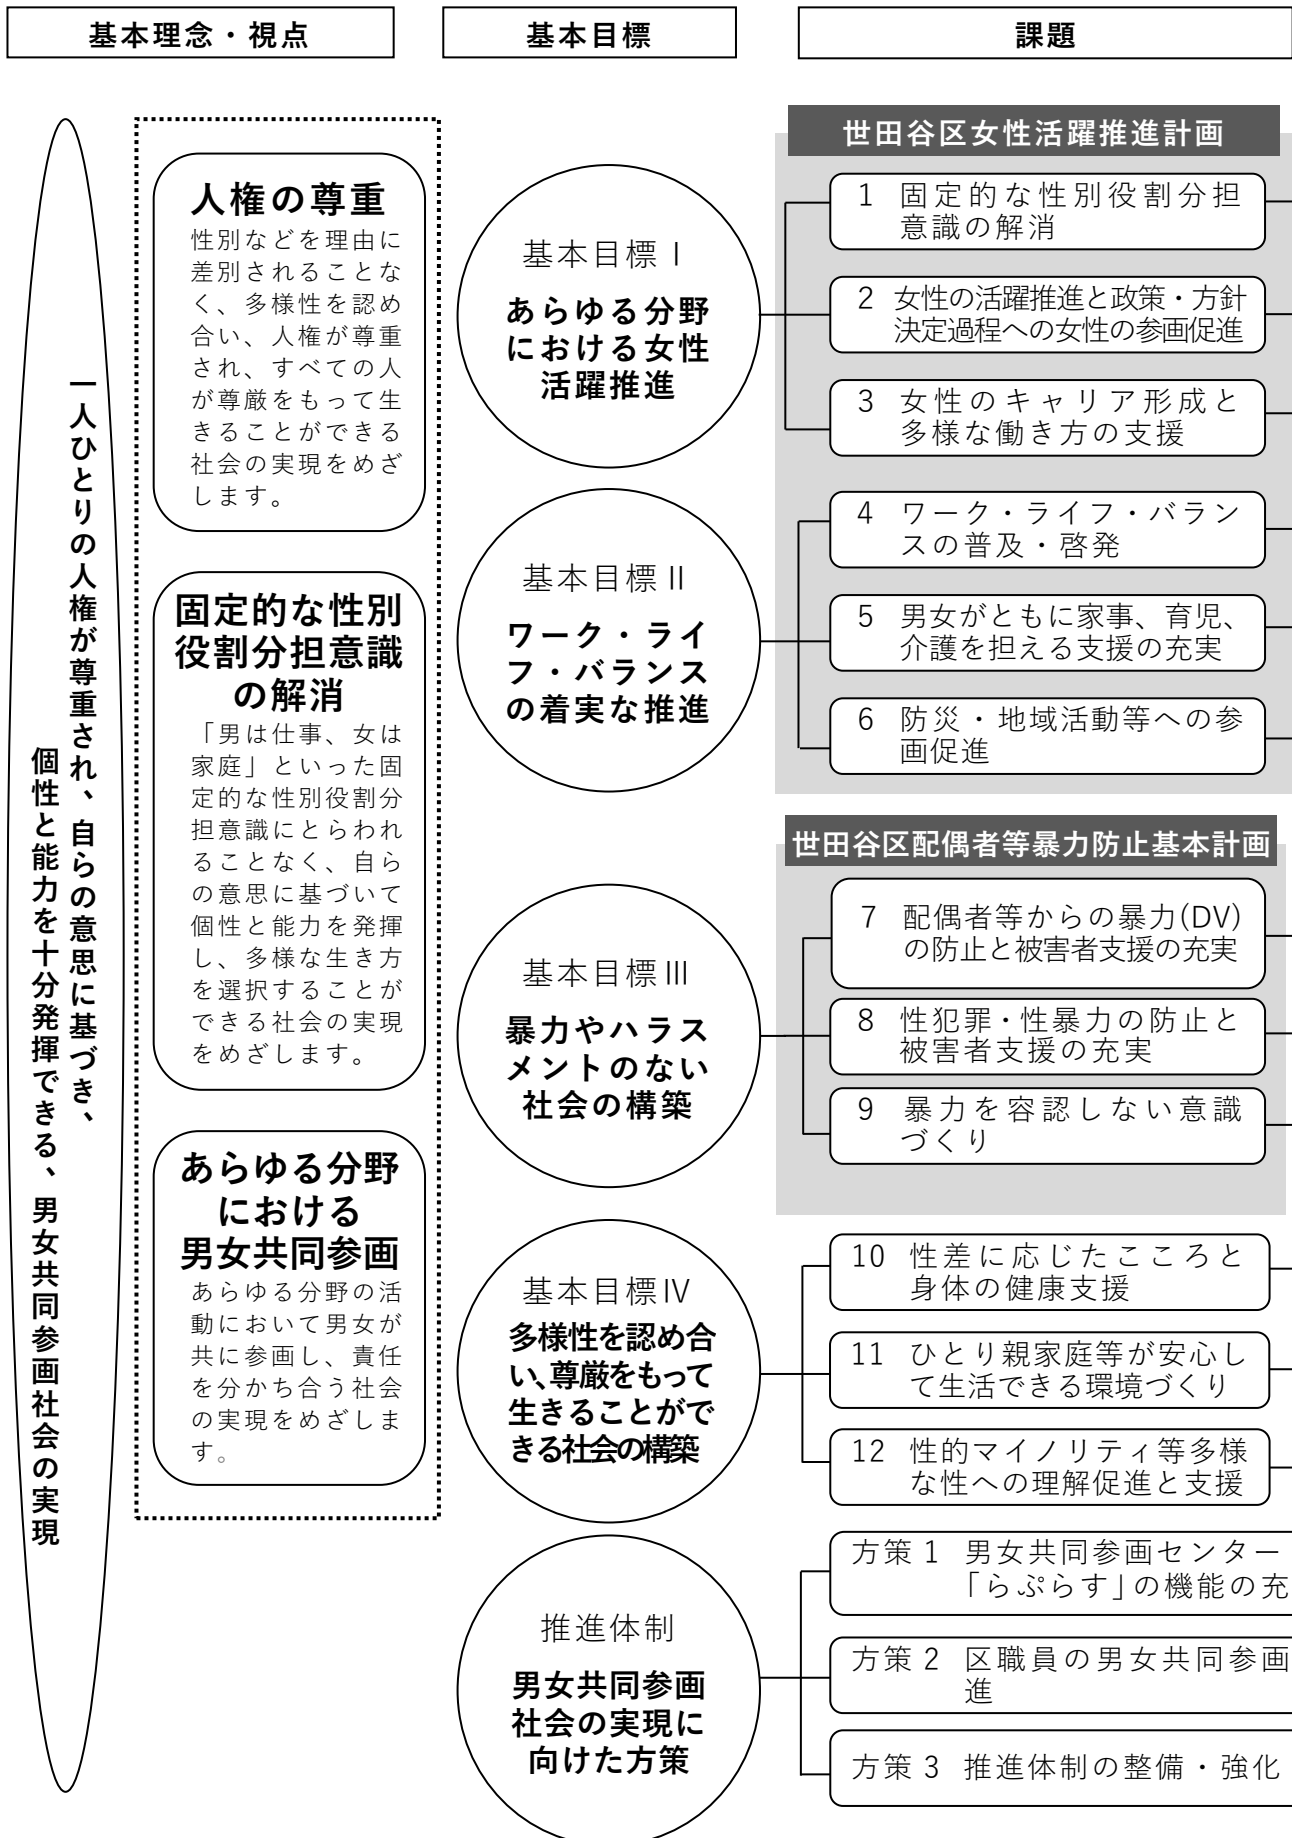 基本理念・視点
基本目標
課題
一人ひとりの人権が尊重され、自らの意思に基づき、
個性と能力を十分発揮できる、男女共同参画社会の実現
人権の尊重
性別などを理由に
差別されることな
く、多様性を認め
合い、人権が尊重
され、すべての人
が尊厳をもって生
きることができる
社会の実現をめざ
します。
固定的な性別
役割分担意識
の解消
「男は仕事、女は
家庭」といった固
定的な性別役割分
担意識にとらわれ
ることなく、自ら
の意思に基づいて
個性と能力を発揮
し、多様な生き方
を選択することが
できる社会の実現
をめざします。
あらゆる分野
における
男女共同参画
あらゆる分野の活
動において男女が
共に参画し、責任
を分かち合う社会
の実現をめざしま
す。
基本目標Ⅰ
あらゆる分野
における女性
活躍推進
基本目標Ⅱ
ワーク・ライ
フ・バランス
の着実な推進
基本目標Ⅲ
暴力やハラス
メントのない
社会の構築
基本目標Ⅳ
多様性を認め合
い、尊厳をもって
生きることがで
きる社会の構築
推進体制
男女共同参画
社会の実現に
向けた方策
世田谷区女性活躍推進計画
1 固定的な性別役割分担
意識の解消
2 女性の活躍推進と政策・方針
決定過程への女性の参画促進
3 女性のキャリア形成と
多様な働き方の支援
4 ワーク・ライフ・バラン
スの普及・啓発
5 男女がともに家事、育児、
介護を担える支援の充実
6 防災・地域活動等への参
画促進
世田谷区配偶者等暴力防止基本計画
7 配偶者等からの暴力(DV)
の防止と被害者支援の充実
8 性犯罪・性暴力の防止と
被害者支援の充実
9 暴力を容認しない意識
づくり
10 性差に応じたこころと
身体の健康支援
11 ひとり親家庭等が安心し
て生活できる環境づくり
12 性的マイノリティ等多様
な性への理解促進と支援
方策1 男女共同参画センター
「らぷらす」の機能の充
方策2 区職員の男女共同参画
進
方策3 推進体制の整備・強化